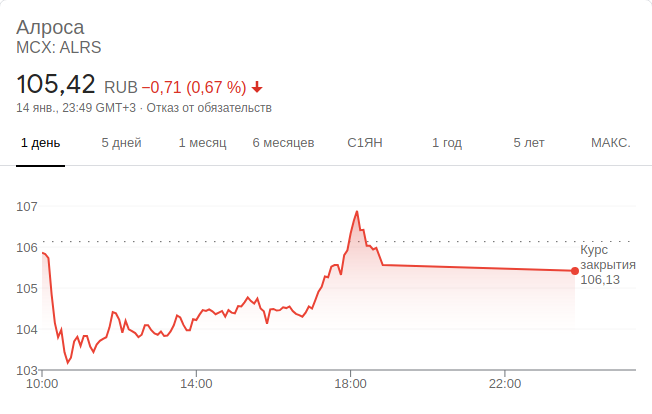 Алроса
MCX: ALRS
105,42 RUB −0,71 (0,67 %)
14 янв., 23:49 GMT+3 · Отказ от обязательств
1 день 5 дней 1 месяц 6 месяцев С1ЯН 1 год 5 лет МАКС.
107
106
105
104
103
Курс
закрытия
106,13
10:00 14:00 18:00 22:00